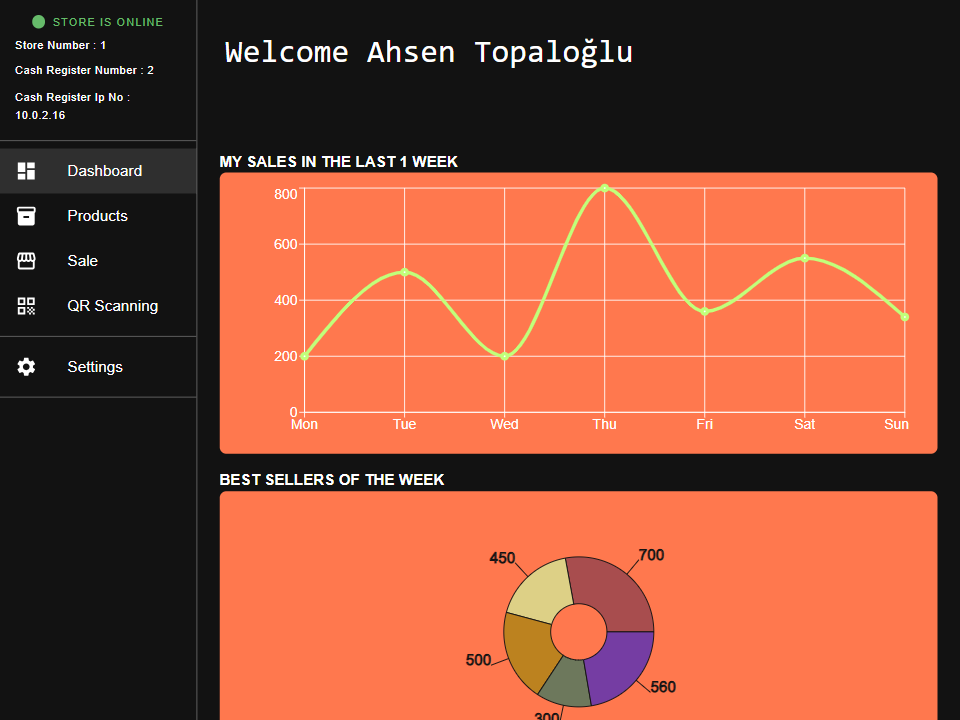 STORE IS ONLINE
Store Number : 1
Cash Register Number : 2
Cash Register Ip No :
10.0.2.16
Dashboard
Products
Sale
QR Scanning
Settings
Welcome Ahsen Topaloğlu
MY SALES IN THE LAST 1 WEEK
800
600
400
200
0
Mon Tue Wed Thu Fri Sat Sun
BEST SELLERS OF THE WEEK
450 700
500 560
300